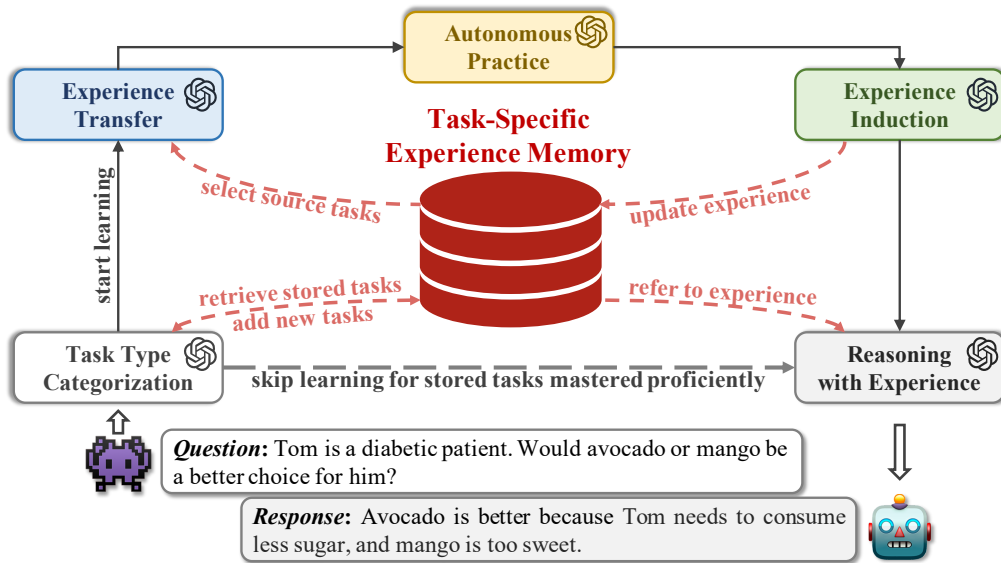 Autonomous
Practice
Experience
Transfer
Experience
Induction
Task-Specific
Experience Memory
select source tasks
update experience
start learning
retrieve stored tasks
add new tasks
refer to experience
Task Type
Categorization
skip learning for stored tasks mastered proficiently
Reasoning
with Experience
Question: Tom is a diabetic patient. Would avocado or mango be
a better choice for him?
Response: Avocado is better because Tom needs to consume
less sugar, and mango is too sweet.